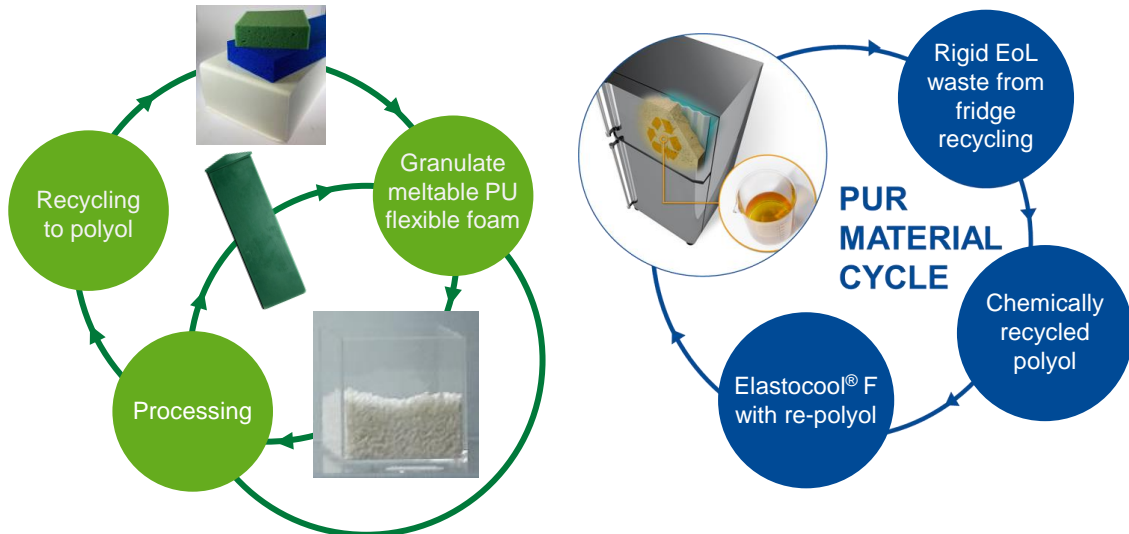 Recycling
to polyol
Granulate
meltable PU
flexible foam
Processing
Rigid EoL
waste from
fridge
recycling
PUR
MATERIAL
CYCLE
Chemically
recycled
polyol
Elastocool® F
with re-polyol